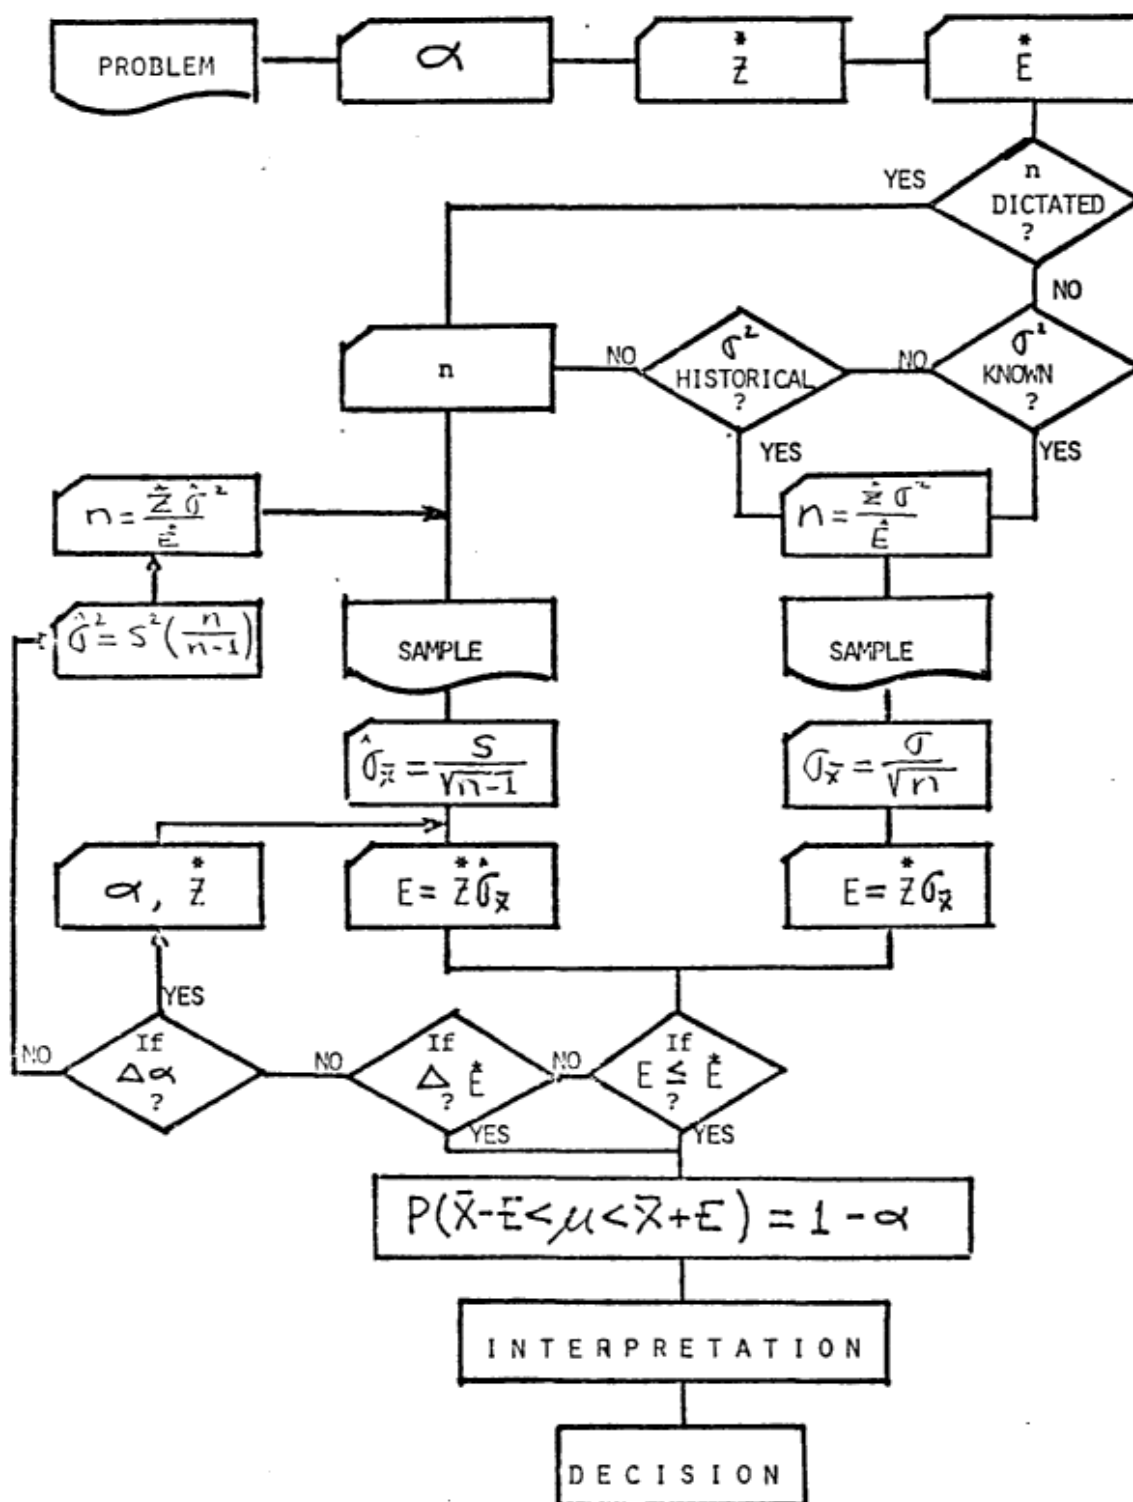 PROBLEM
α
*
Z
*
E
n
DICTATED
?
YES
NO
σ²
KNOWN
?
NO
YES
σ²
HISTORICAL
?
NO
YES
n
n = Z* σ̂² / E*
n = Z* σ² / E*
σ̂² = S² (n / n-1)
SAMPLE
SAMPLE
σ̂x̄ = S / √n-1
σx̄ = σ / √n
α, Z*
E = Z* σ̂x̄
E = Z* σx̄
YES
NO
If
Δα
?
NO
If
Δ E*
?
YES
NO
If
E ≤ E*
?
YES
P(X̄-E<μ<X̄+E) = 1-α
INTERPRETATION
DECISION